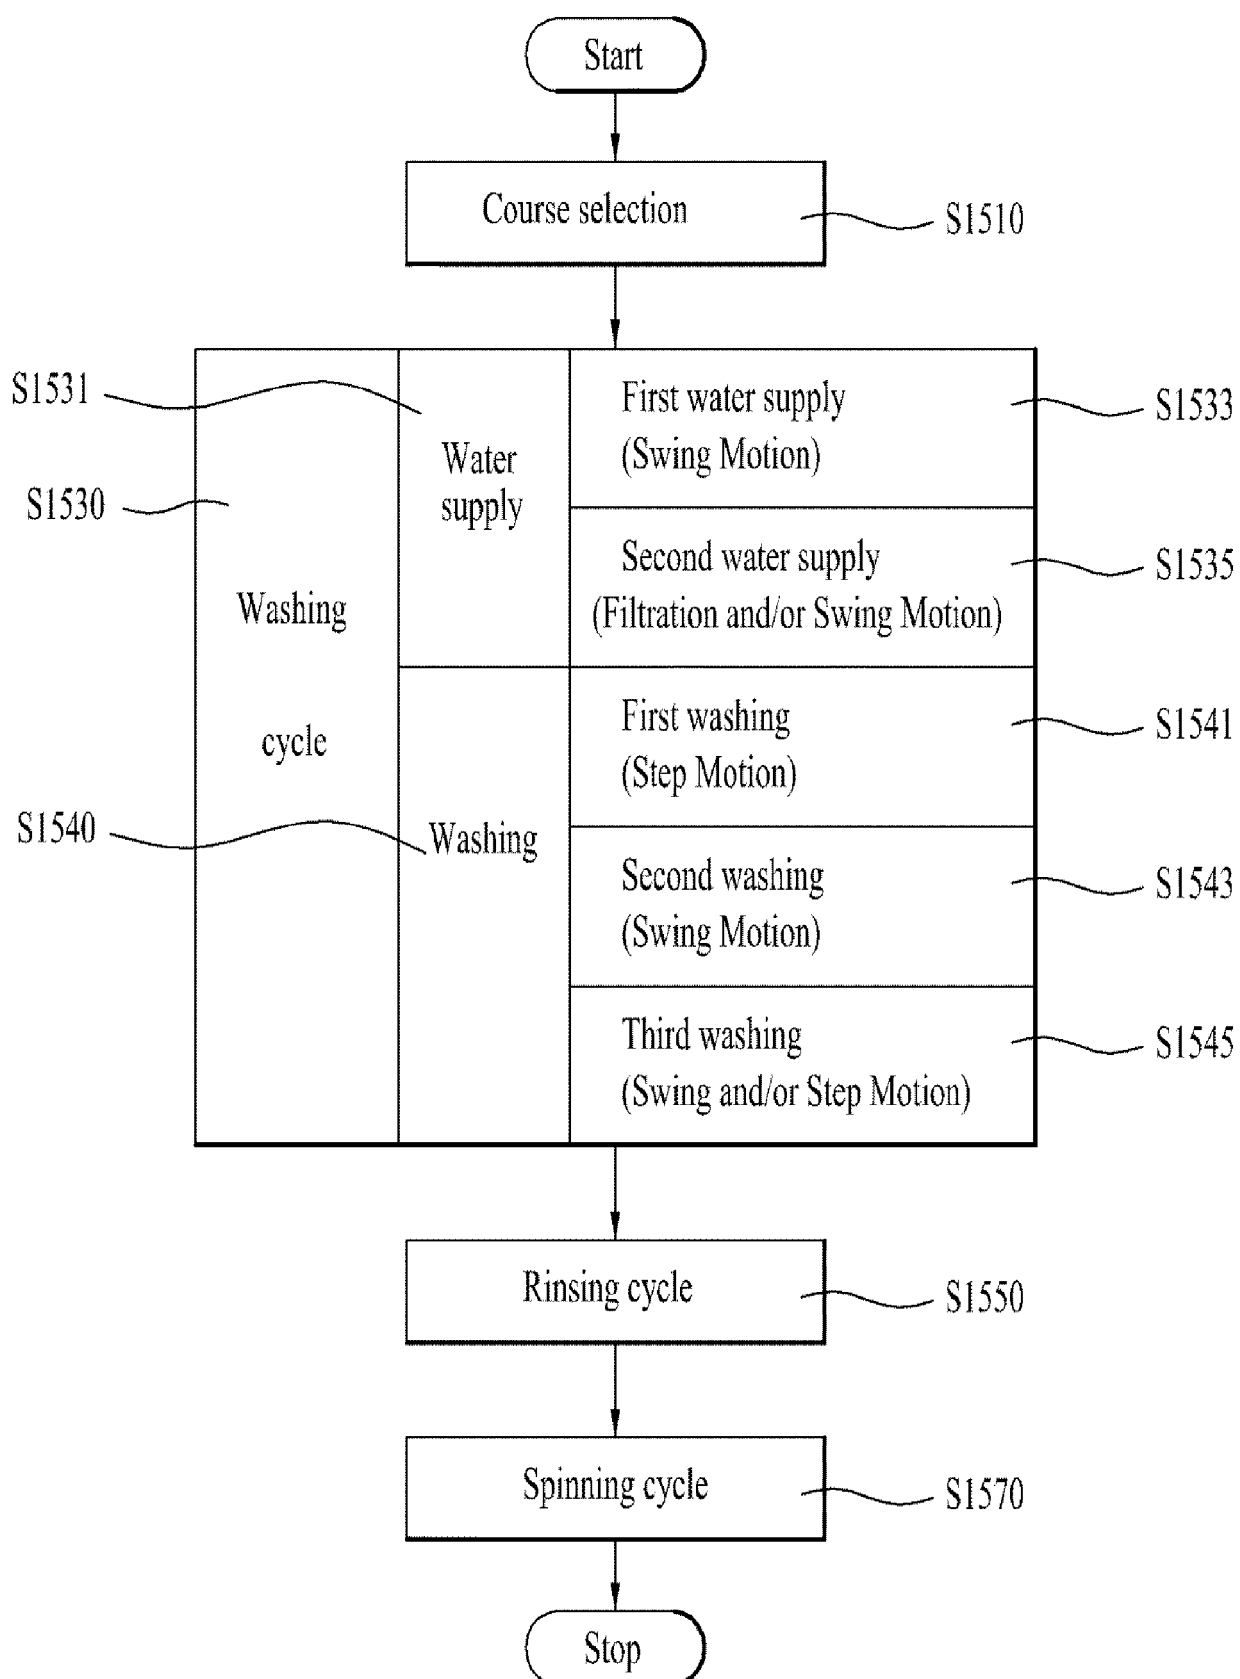 Start
Course selection
S1510
S1531
S1530
Washing
cycle
S1540
Water
supply
Washing
First water supply
(Swing Motion)
S1533
Second water supply
(Filtration and/or Swing Motion)
S1535
First washing
(Step Motion)
S1541
Second washing
(Swing Motion)
S1543
Third washing
(Swing and/or Step Motion)
S1545
Rinsing cycle
S1550
Spinning cycle
S1570
Stop